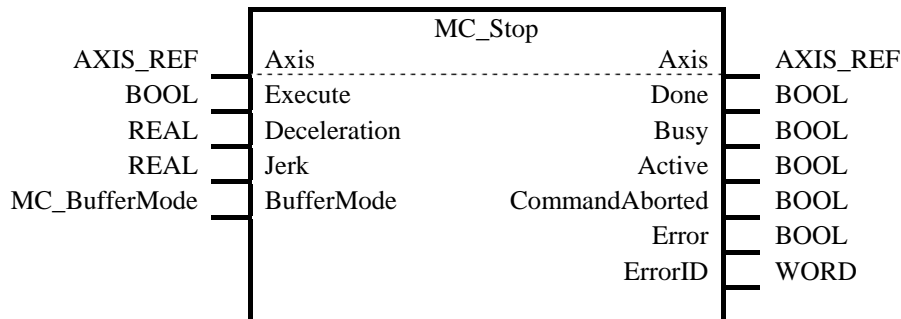 MC_Stop
AXIS_REF Axis Axis AXIS_REF
BOOL Execute Done BOOL
REAL Deceleration Busy BOOL
REAL Jerk Active BOOL
MC_BufferMode BufferMode CommandAborted BOOL
Error BOOL
ErrorID WORD